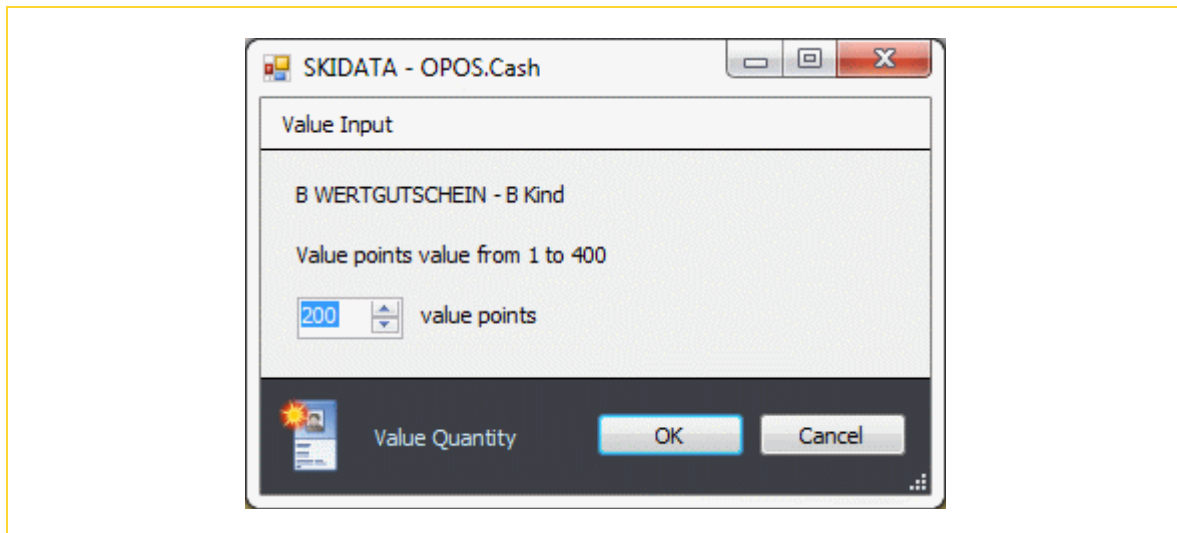 SKIDATA - OPOS.Cash
Value Input
B WERTGUTSCHEIN - B Kind
Value points value from 1 to 400
200 value points
Value Quantity OK Cancel